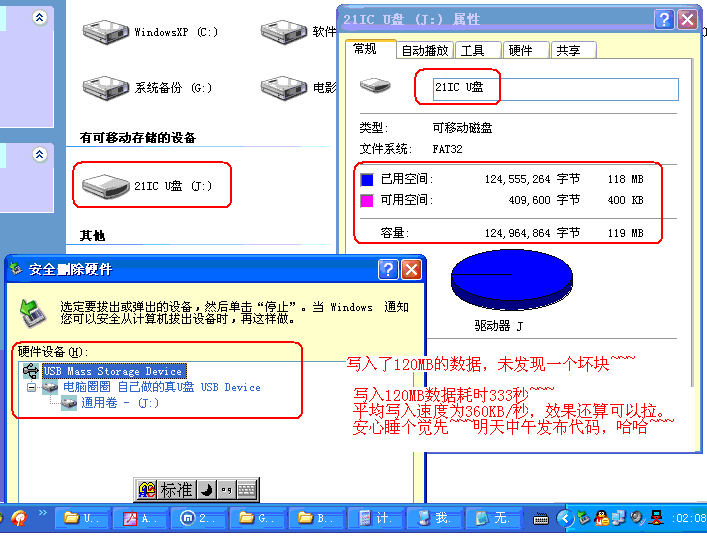 WindowsXP (C:)
软件
系统备份 (G:)
电影
有可移动存储的设备
21IC U盘 (J:)
其他
21IC U盘 (J:) 属性
常规
自动播放
工具
硬件
共享
21IC U盘
类型: 可移动磁盘
文件系统: FAT32
已用空间: 124,555,264 字节 118 MB
可用空间: 409,600 字节 400 KB
容量: 124,964,864 字节 119 MB
驱动器 J
安全删除硬件
选定要拔出或弹出的设备，然后单击“停止”。当 Windows 通知
您可以安全从计算机拔出设备时，再这样做。
硬件设备(H):
USB Mass Storage Device
电脑圈圈 自己做的真U盘 USB Device
通用卷 - (J:)
写入了120MB的数据，未发现一个坏块~~~~
写入120MB数据耗时333秒~~~~
平均写入速度为360KB/秒，效果还算可以拉。
安心睡个觉先~~~~明天中午发布代码，哈哈~~~~
标准
U..
A..
2..
G..
B..
计.
我.
无.
:02:08